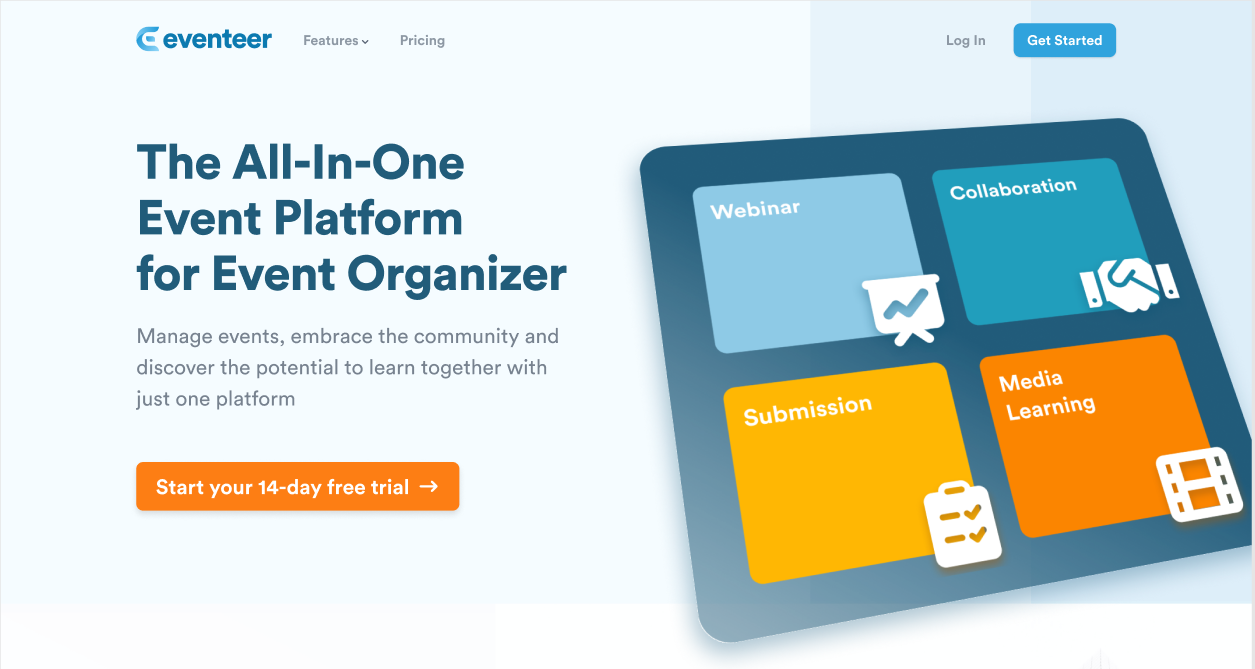 eventeer
Features
Pricing
Log In
Get Started
The All-In-One
Event Platform
for Event Organizer
Manage events, embrace the community and
discover the potential to learn together with
just one platform
Start your 14-day free trial →
Webinar
Collaboration
Submission
Media
Learning